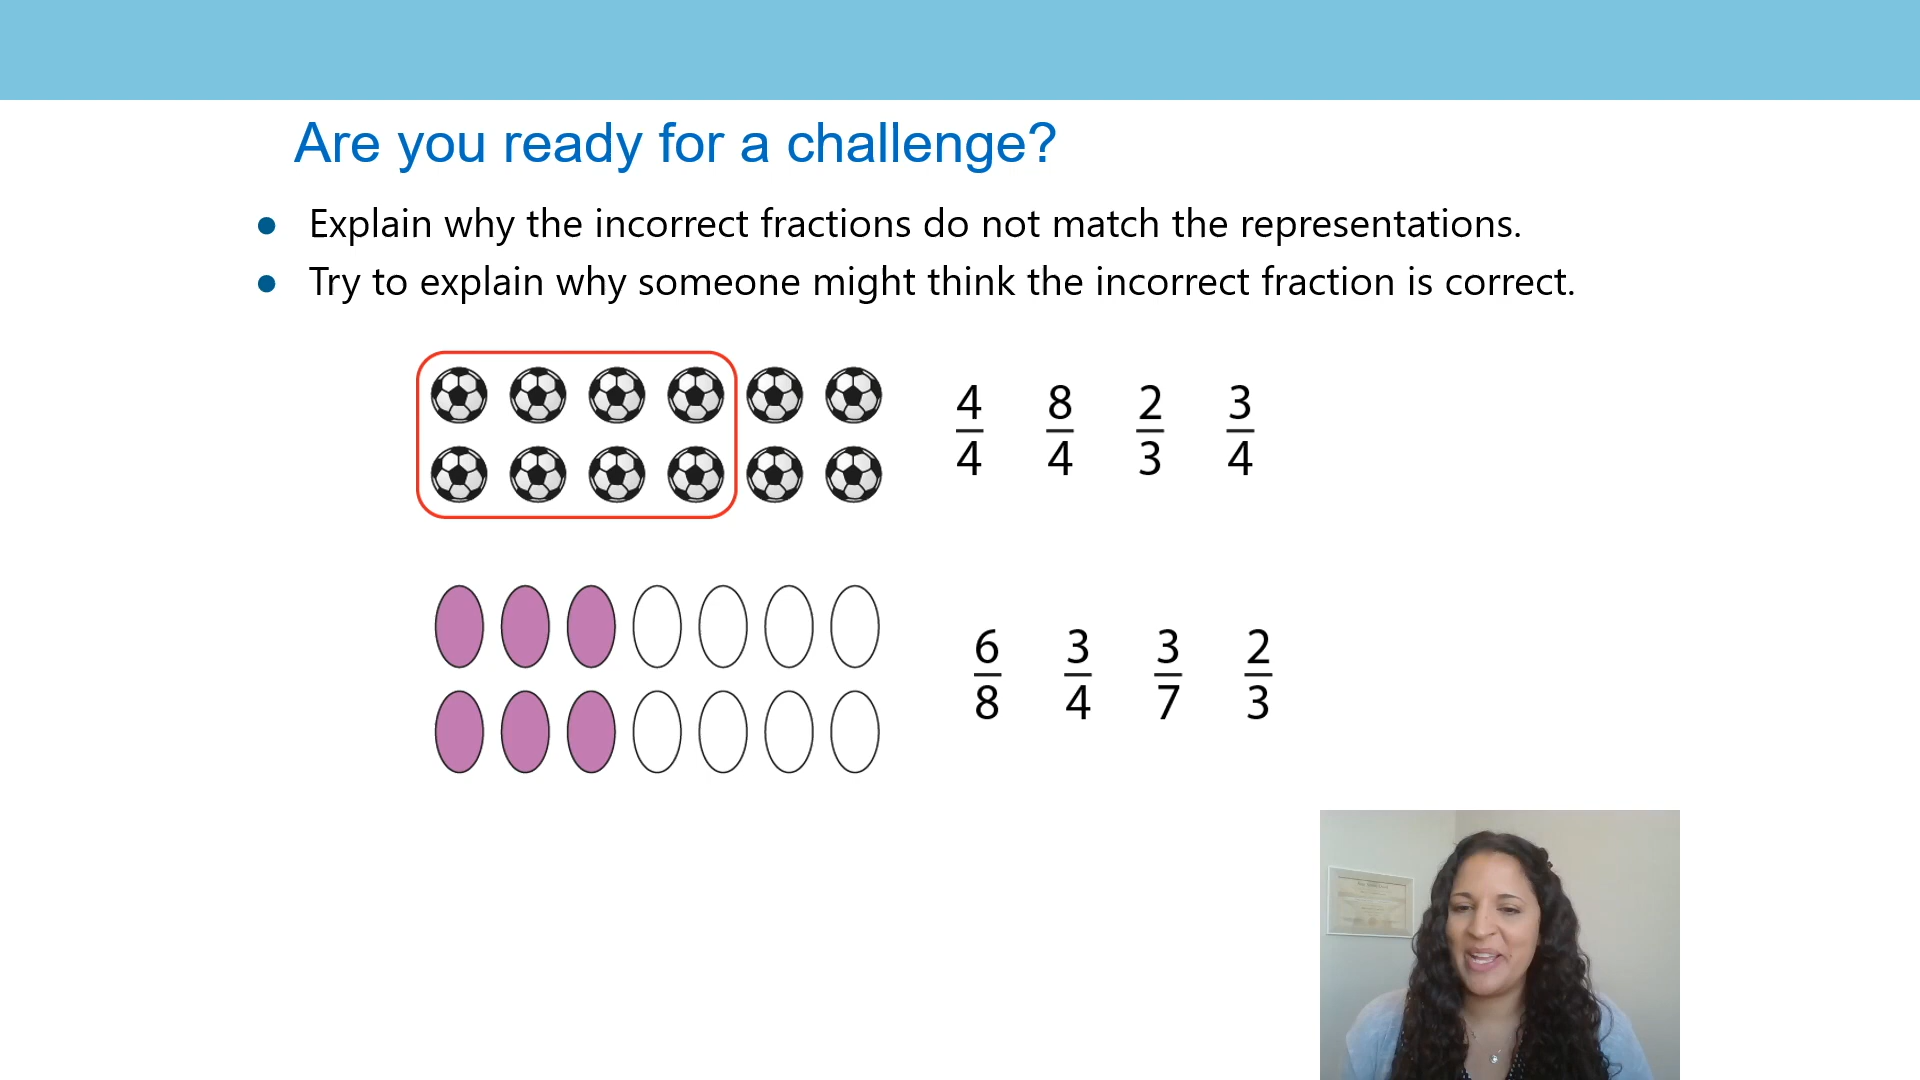 Are you ready for a challenge?
● Explain why the incorrect fractions do not match the representations.
● Try to explain why someone might think the incorrect fraction is correct.
4/4 8/4 2/3 3/4
6/8 3/4 3/7 2/3